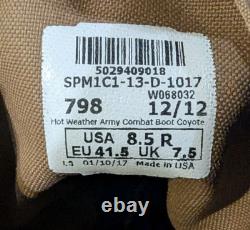 5029409018
SPM1C1-13-D-1017
W068032
798 12/12
Hot Weather Army Combat Boot Coyote
USA 8.5 R
EU 41.5 UK 7.5
LS 01/10/17 Made in USA